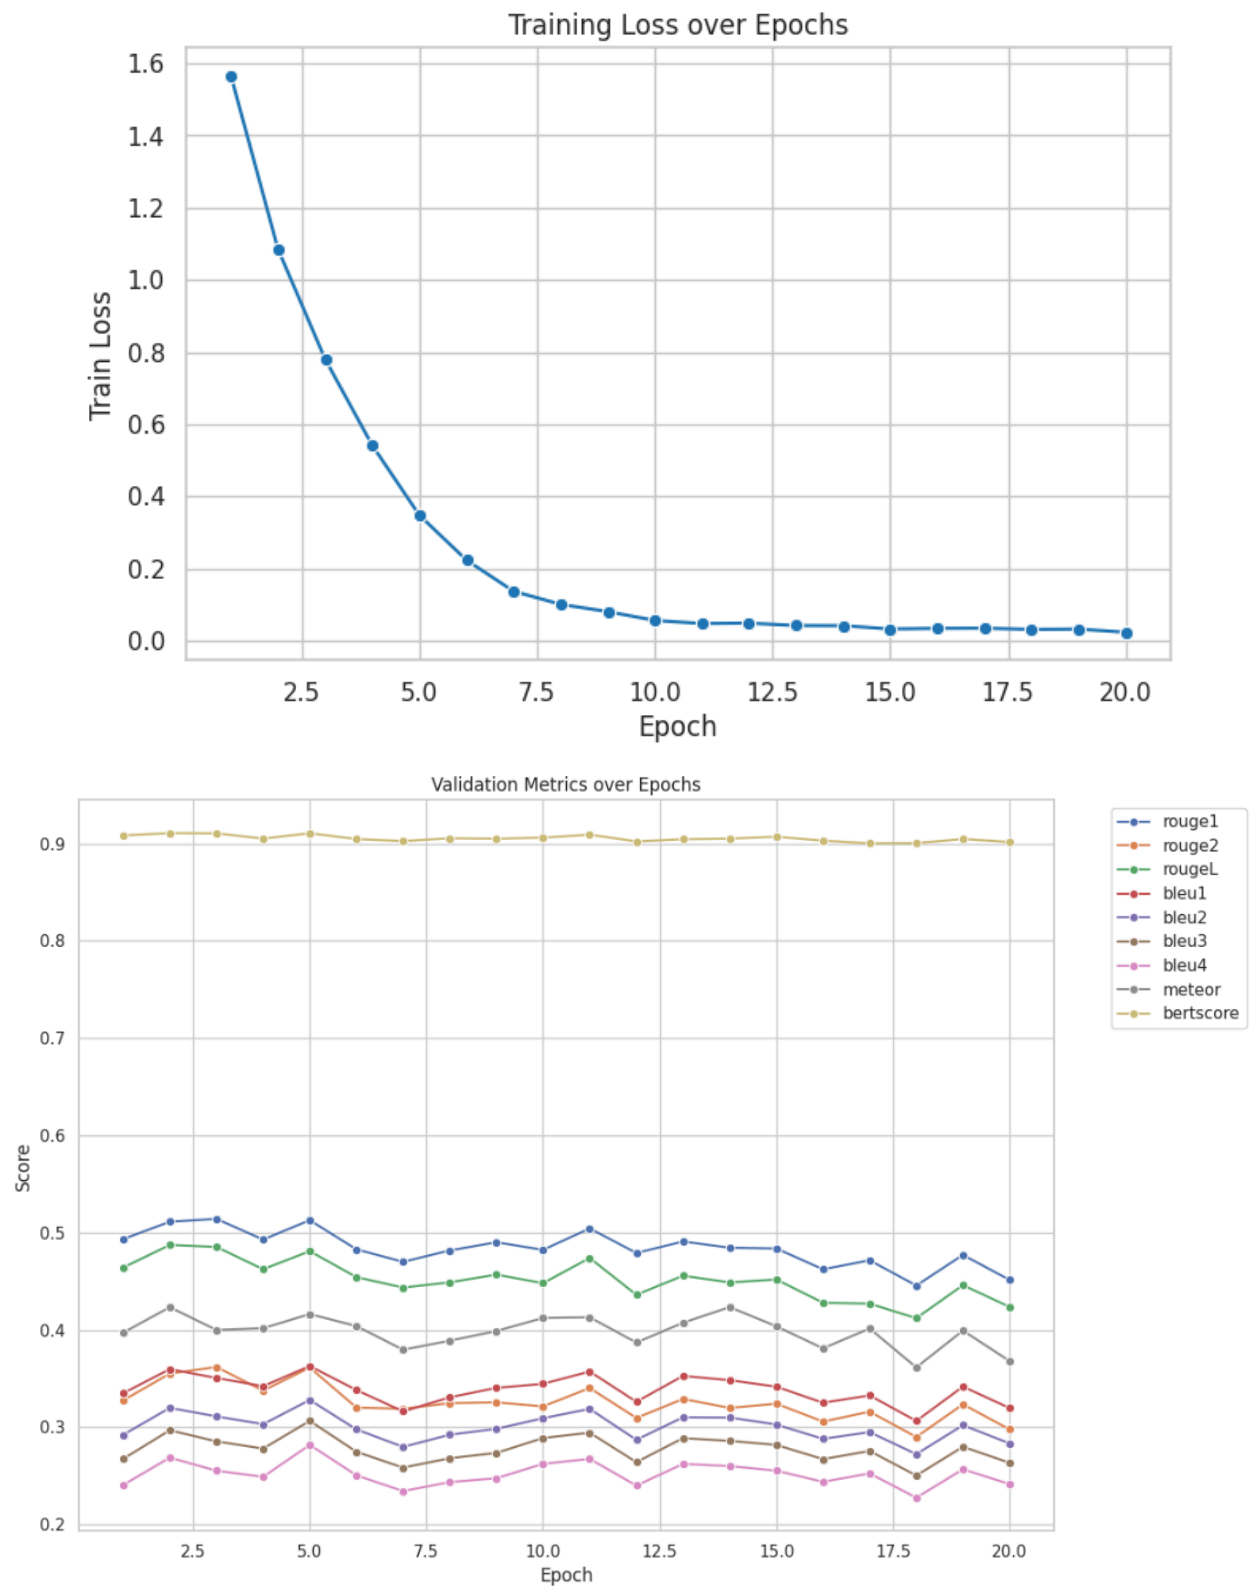 Training Loss over Epochs
1.6
1.4
1.2
1.0
0.8
0.6
0.4
0.2
0.0
Train Loss
2.5 5.0 7.5 10.0 12.5 15.0 17.5 20.0
Epoch
Validation Metrics over Epochs
0.9
0.8
0.7
0.6
0.5
0.4
0.3
0.2
Score
2.5 5.0 7.5 10.0 12.5 15.0 17.5 20.0
Epoch
rouge1
rouge2
rougeL
bleu1
bleu2
bleu3
bleu4
meteor
bertscore